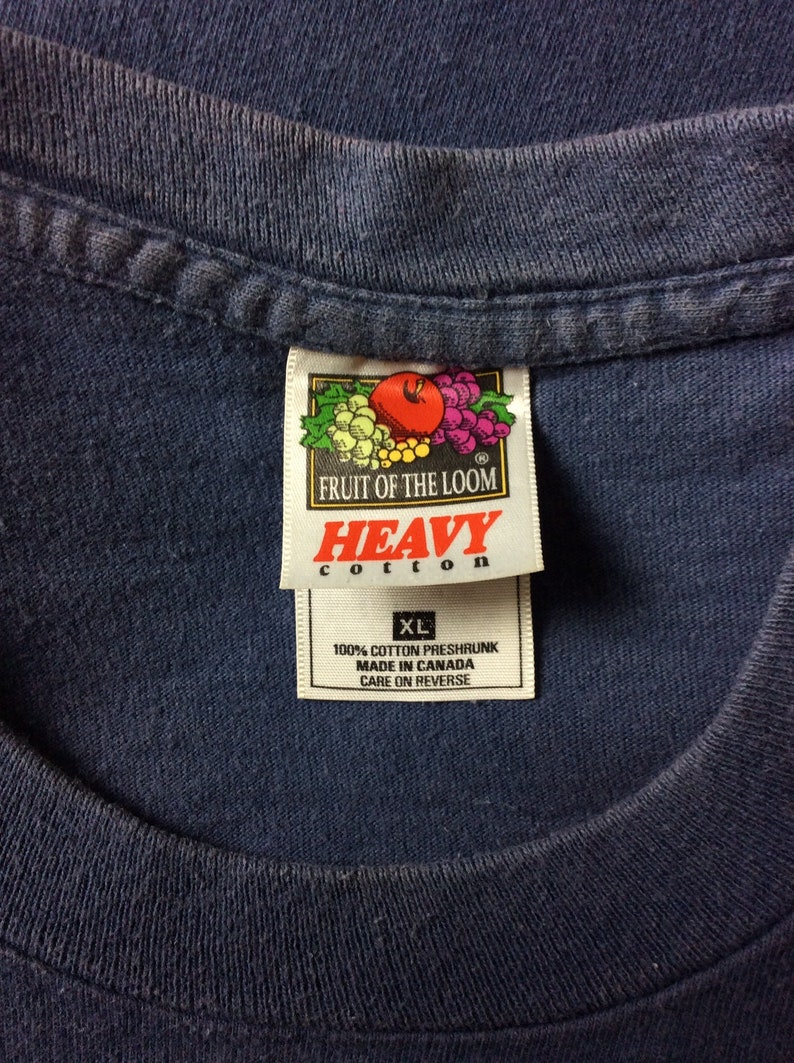 FRUIT OF THE LOOM ®
HEAVY
cotton
XL
100% COTTON PRESHRUNK
MADE IN CANADA
CARE ON REVERSE